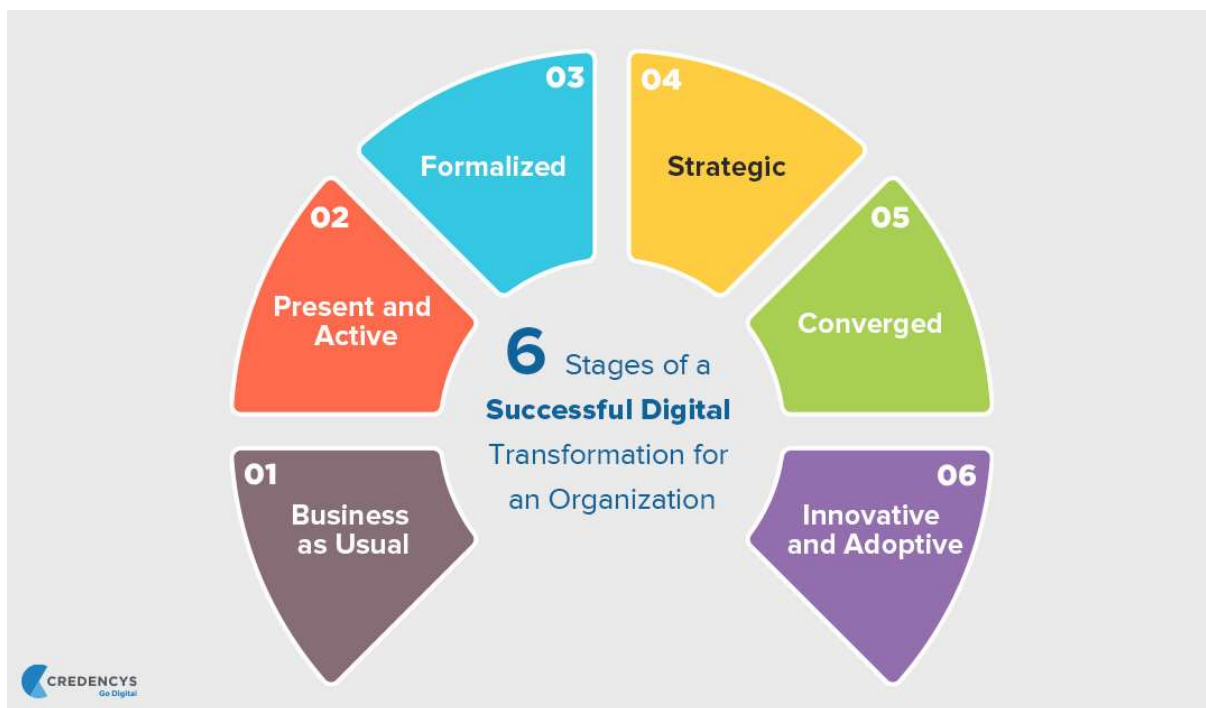 03
04
Formalized
Strategic
02
05
Present and
Active
Converged
6 Stages of a
Successful Digital
Transformation for
an Organization
01
06
Business
as Usual
Innovative
and Adoptive
CREDENCYS
Go Digital